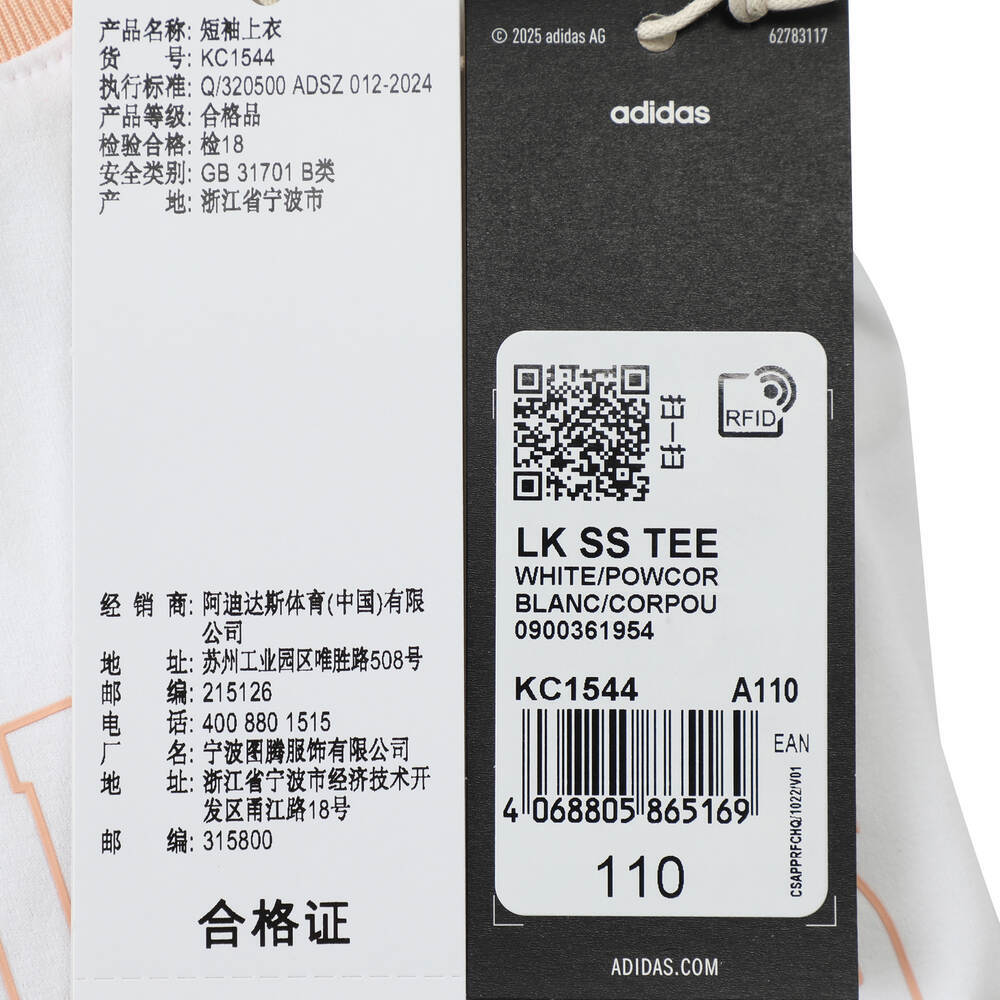 产品名称: 短袖上衣
货 号: KC1544
执行标准: Q/320500 ADSZ 012-2024
产品等级: 合格品
检验合格: 检18
安全类别: GB 31701 B类
产 地: 浙江省宁波市
经 销 商: 阿迪达斯体育(中国)有限
公司
地 址: 苏州工业园区唯胜路508号
邮 编: 215126
电 话: 400 880 1515
厂 名: 宁波图腾服饰有限公司
地 址: 浙江省宁波市经济技术开
发区甬江路18号
邮 编: 315800
合格证
© 2025 adidas AG
62783117
adidas
扫一扫
RFID
LK SS TEE
WHITE/POWCOR
BLANC/CORPOU
0900361954
KC1544 A110
EAN
4 068805 865169
CSAPPRFCHQ/1022/V01
110
ADIDAS.COM